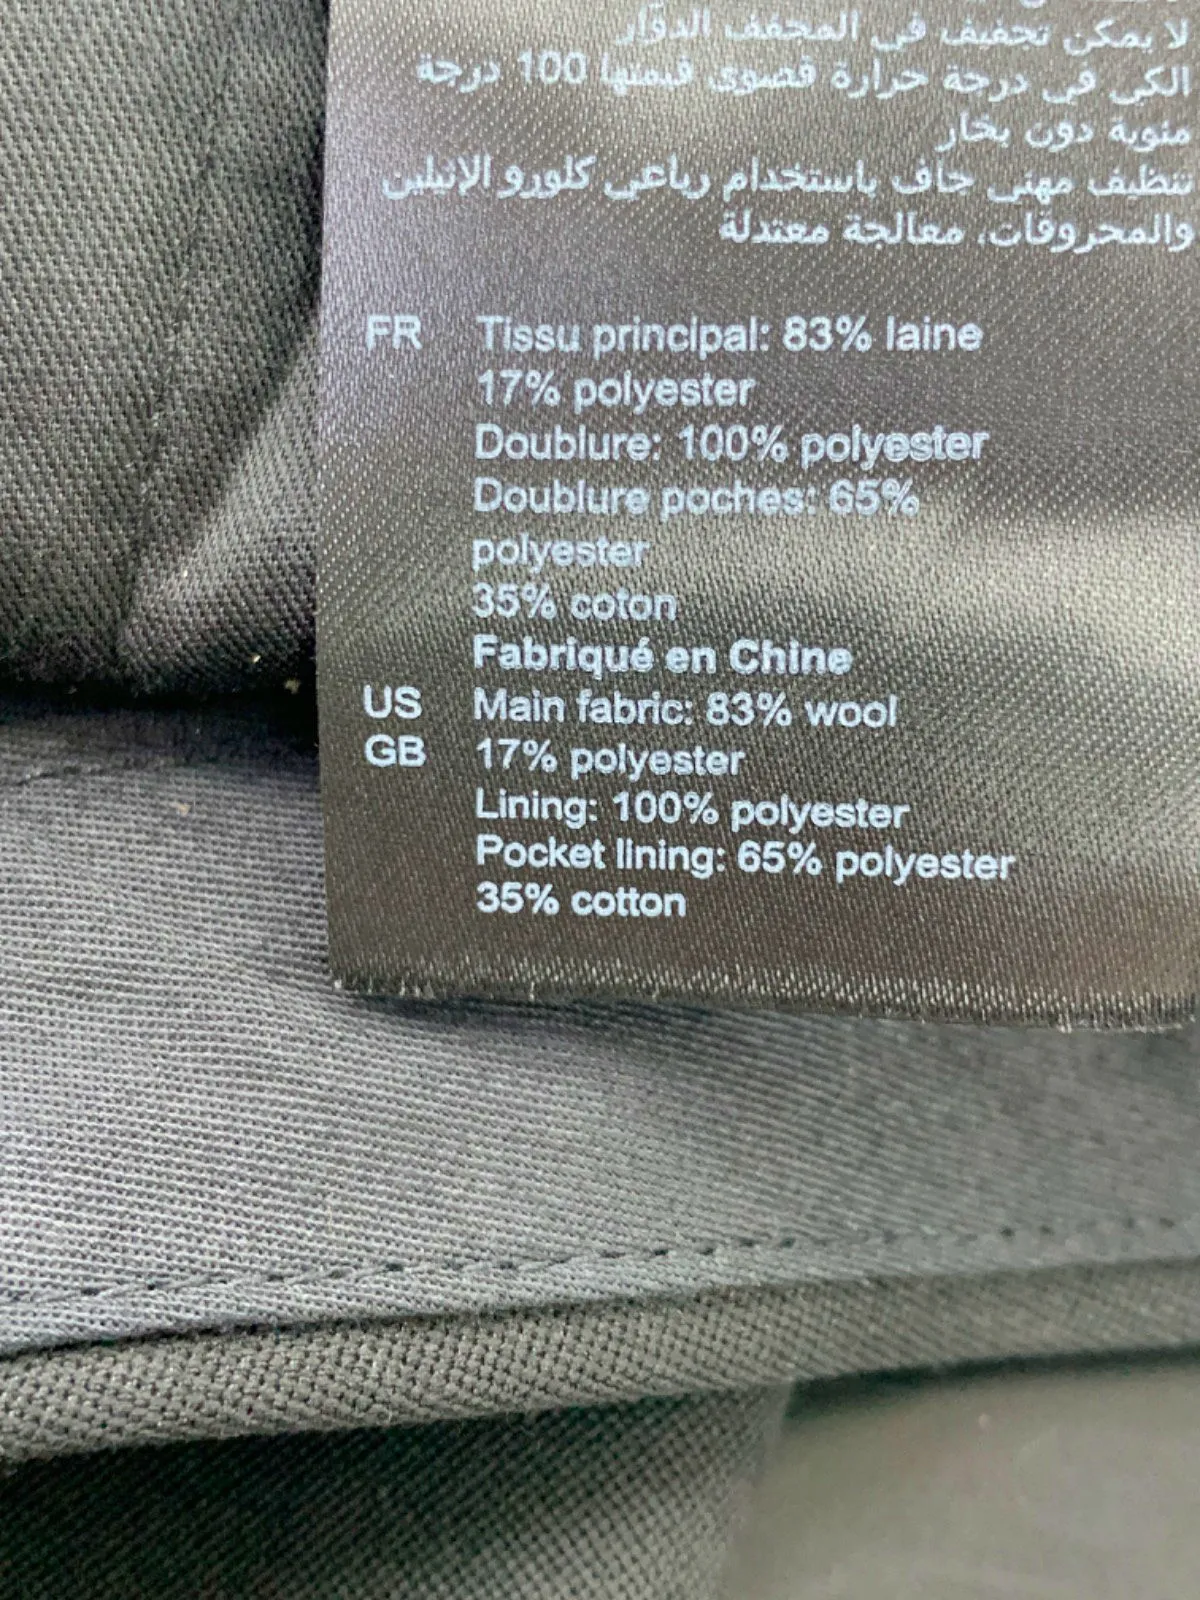 لا يمكن تجفيف في المجفف الدوّار
الكي في درجة حرارة قصوى قيمتها 100 درجة
مئوية دون بخار
تنظيف مهني جاف باستخدام رباعي كلورو الإثيلين
والمحروقات، معالجة معتدلة
FR Tissu principal: 83% laine
17% polyester
Doublure: 100% polyester
Doublure poches: 65%
polyester
35% coton
Fabriqué en Chine
US Main fabric: 83% wool
GB 17% polyester
Lining: 100% polyester
Pocket lining: 65% polyester
35% cotton